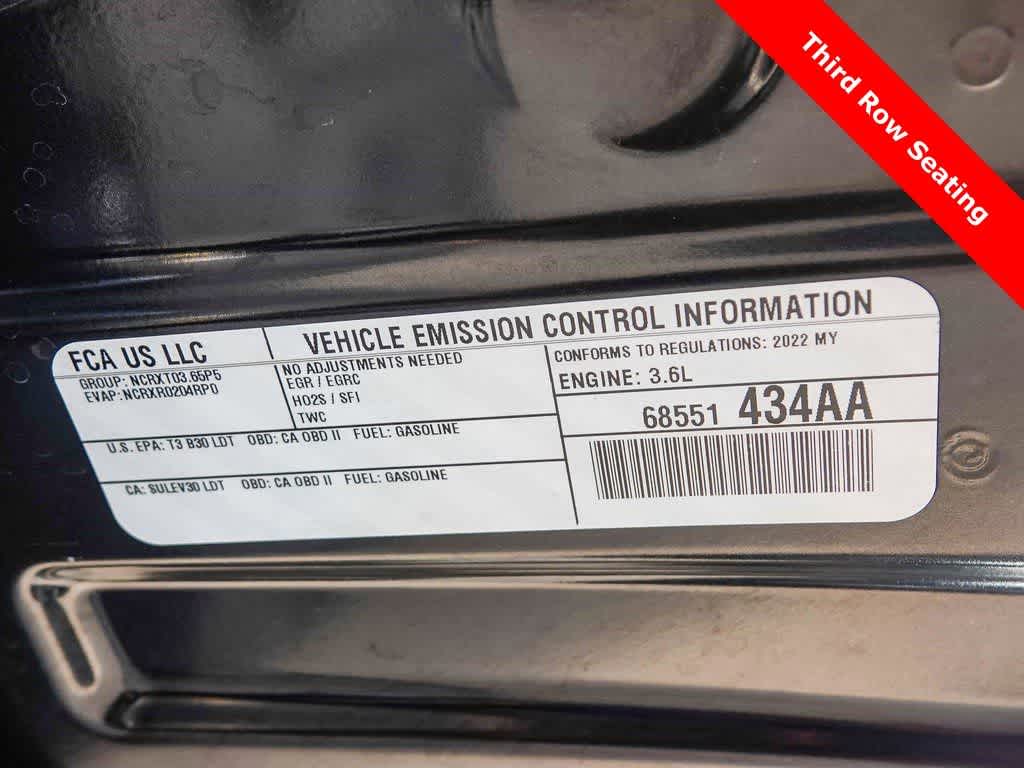 Third Row Seating
VEHICLE EMISSION CONTROL INFORMATION
FCA US LLC
GROUP: NCRXT03.65P5
EVAP: NCRXR0204RP0
NO ADJUSTMENTS NEEDED
EGR / EGRC
HO2S / SFI
TWC
CONFORMS TO REGULATIONS: 2022 MY
ENGINE: 3.6L
68551 434AA
U.S. EPA: T3 B30 LDT OBD: CA OBD II FUEL: GASOLINE
CA: SULEV30 LDT OBD: CA OBD II FUEL: GASOLINE